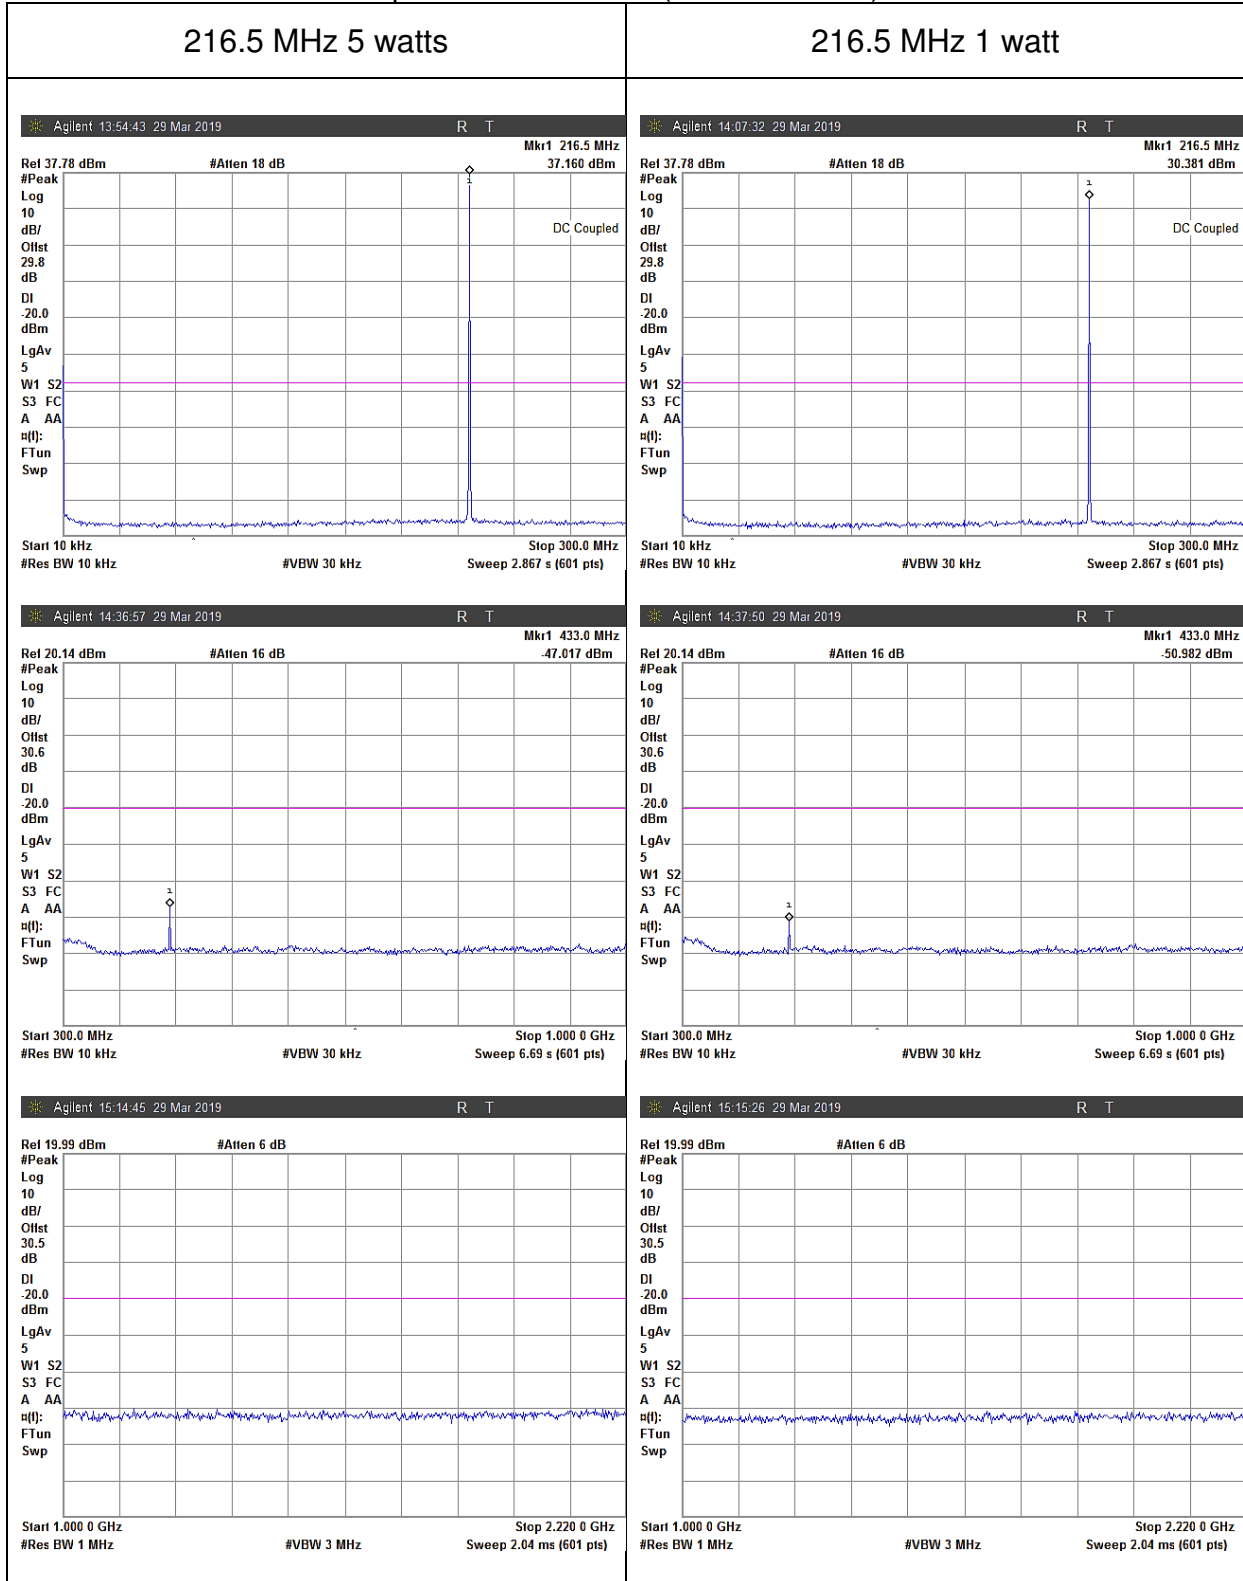 216.5 MHz 5 watts
216.5 MHz 1 watt
Agilent 13:54:43 29 Mar 2019 R T
Mkr1 216.5 MHz
Ref 37.78 dBm #Atten 18 dB 37.160 dBm
#Peak
Log
10
dB/
Offst
29.8
dB
DI
-20.0
dBm
LgAv
5
W1 S2
S3 FC
A AA
¤(f):
FTun
Swp
1
DC Coupled
Start 10 kHz Stop 300.0 MHz
#Res BW 10 kHz #VBW 30 kHz Sweep 2.867 s (601 pts)
Agilent 14:07:32 29 Mar 2019 R T
Mkr1 216.5 MHz
Ref 37.78 dBm #Atten 18 dB 30.381 dBm
#Peak
Log
10
dB/
Offst
29.8
dB
DI
-20.0
dBm
LgAv
5
W1 S2
S3 FC
A AA
¤(f):
FTun
Swp
1
DC Coupled
Start 10 kHz Stop 300.0 MHz
#Res BW 10 kHz #VBW 30 kHz Sweep 2.867 s (601 pts)
Agilent 14:36:57 29 Mar 2019 R T
Mkr1 433.0 MHz
Ref 20.14 dBm #Atten 16 dB -47.017 dBm
#Peak
Log
10
dB/
Offst
30.6
dB
DI
-20.0
dBm
LgAv
5
W1 S2
S3 FC
A AA
¤(f):
FTun
Swp
1
Start 300.0 MHz Stop 1.000 0 GHz
#Res BW 10 kHz #VBW 30 kHz Sweep 6.69 s (601 pts)
Agilent 14:37:50 29 Mar 2019 R T
Mkr1 433.0 MHz
Ref 20.14 dBm #Atten 16 dB -50.982 dBm
#Peak
Log
10
dB/
Offst
30.6
dB
DI
-20.0
dBm
LgAv
5
W1 S2
S3 FC
A AA
¤(f):
FTun
Swp
1
Start 300.0 MHz Stop 1.000 0 GHz
#Res BW 10 kHz #VBW 30 kHz Sweep 6.69 s (601 pts)
Agilent 15:14:45 29 Mar 2019 R T
Ref 19.99 dBm #Atten 6 dB
#Peak
Log
10
dB/
Offst
30.5
dB
DI
-20.0
dBm
LgAv
5
W1 S2
S3 FC
A AA
¤(f):
FTun
Swp
Start 1.000 0 GHz Stop 2.220 0 GHz
#Res BW 1 MHz #VBW 3 MHz Sweep 2.04 ms (601 pts)
Agilent 15:15:26 29 Mar 2019 R T
Ref 19.99 dBm #Atten 6 dB
#Peak
Log
10
dB/
Offst
30.5
dB
DI
-20.0
dBm
LgAv
5
W1 S2
S3 FC
A AA
¤(f):
FTun
Swp
Start 1.000 0 GHz Stop 2.220 0 GHz
#Res BW 1 MHz #VBW 3 MHz Sweep 2.04 ms (601 pts)